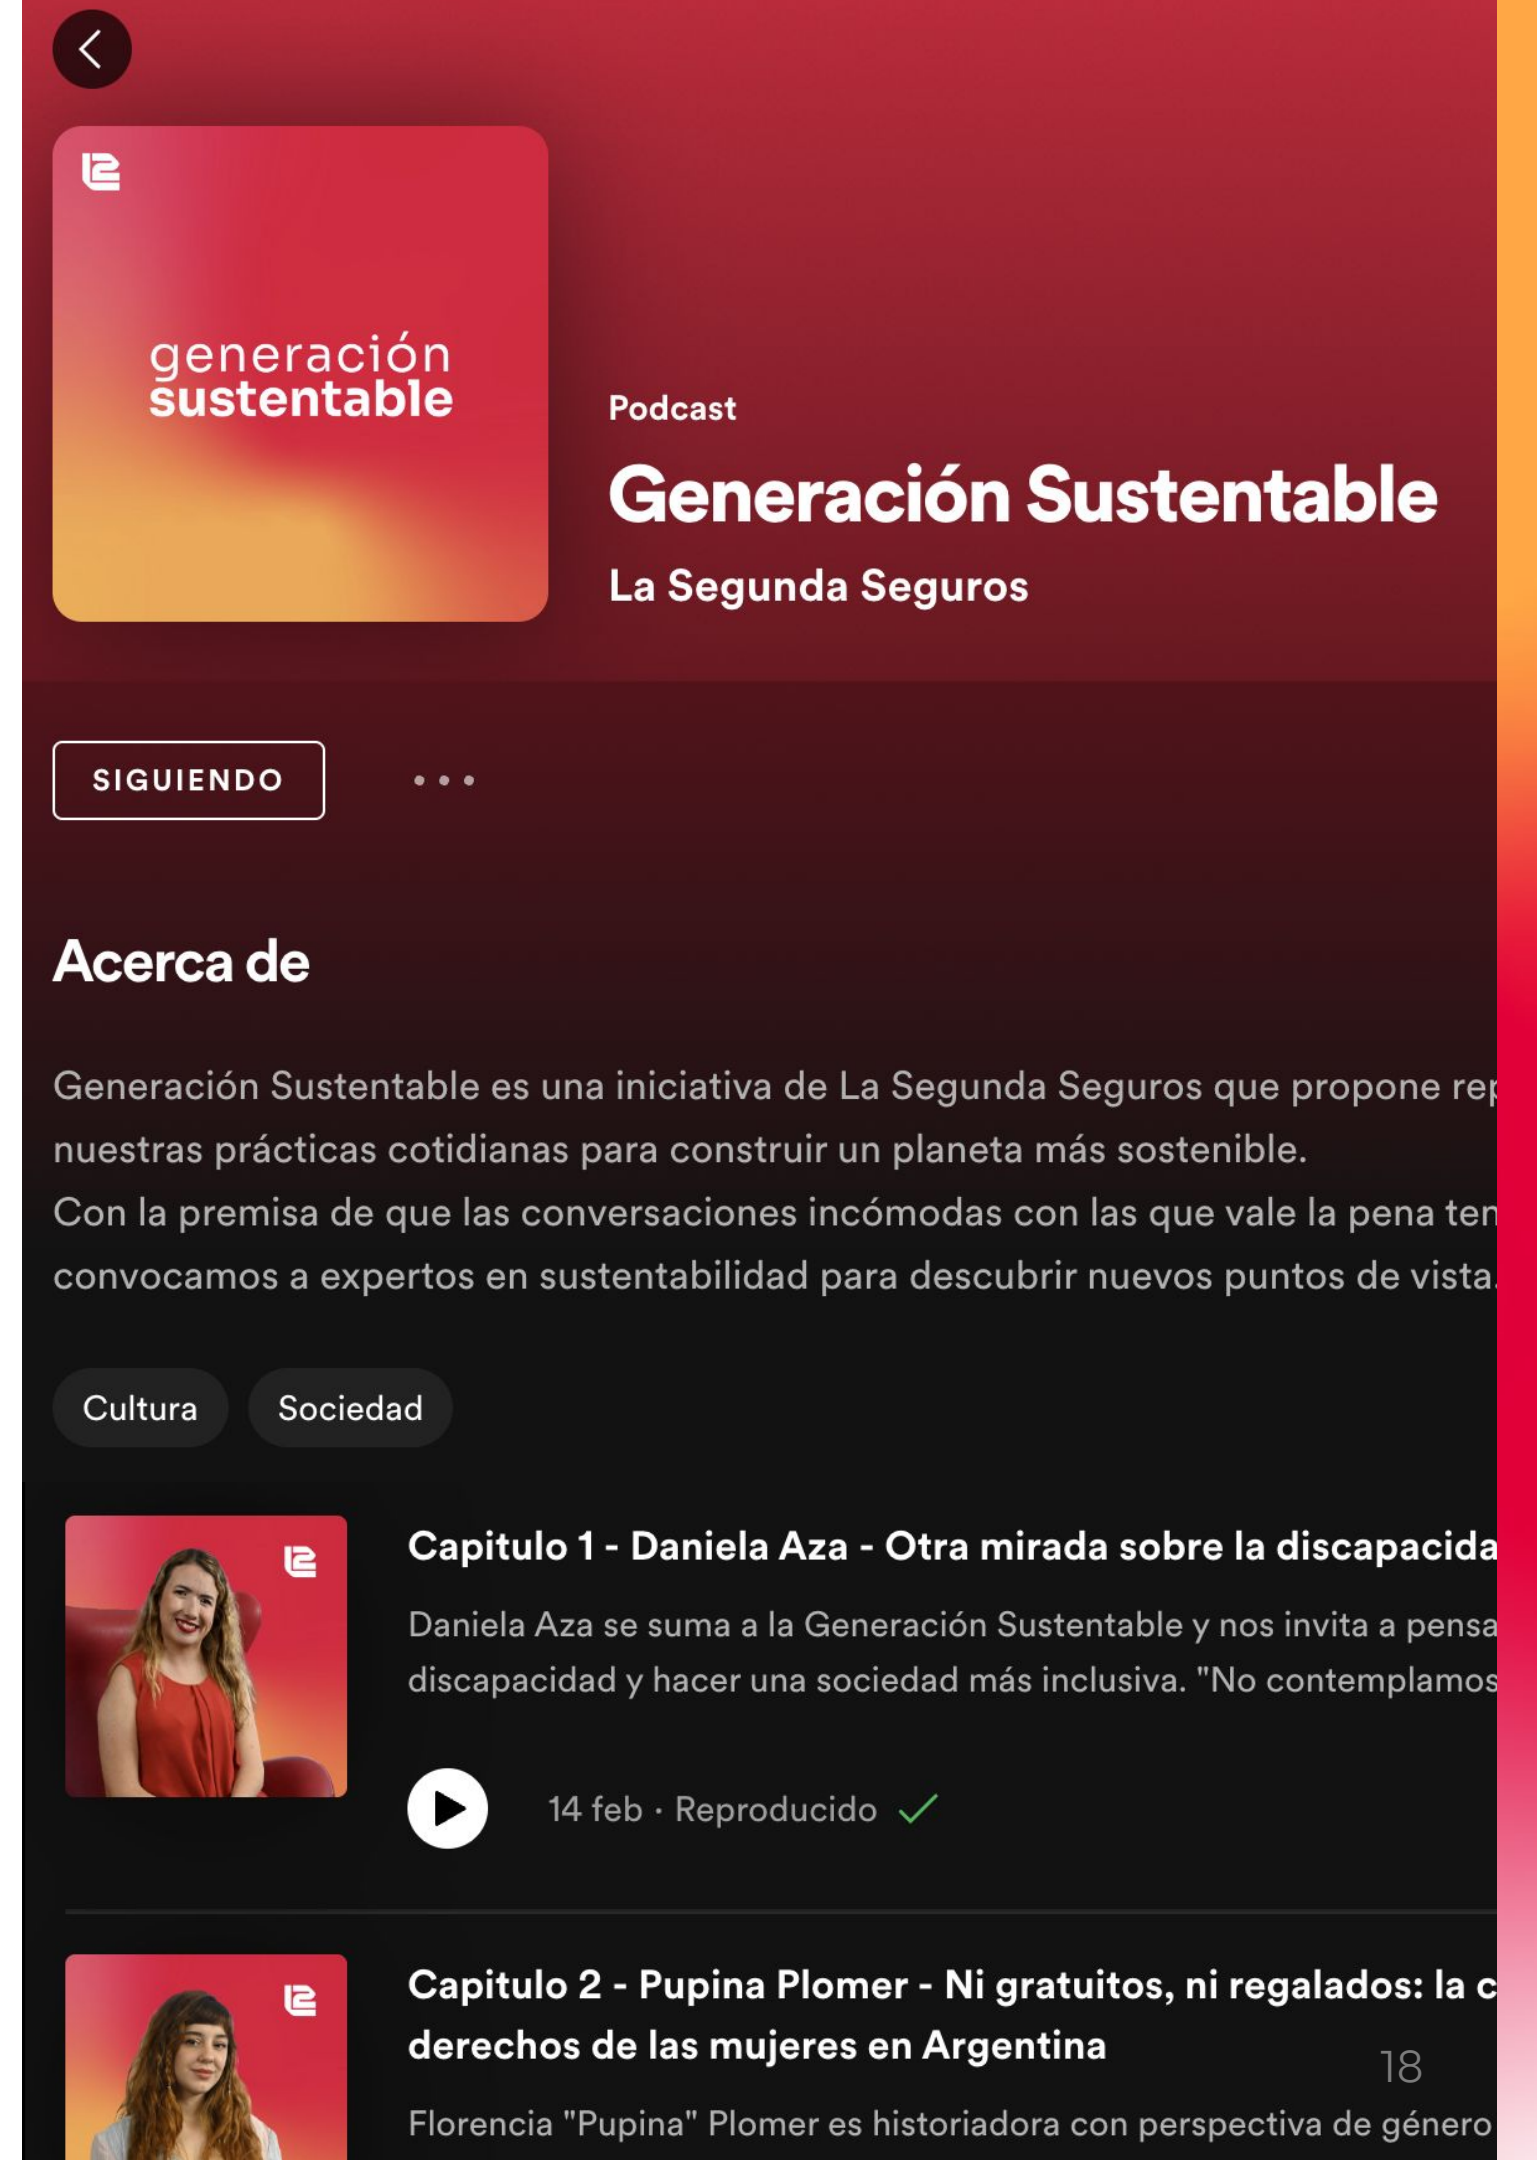 generación
sustentable
Podcast
Generación Sustentable
La Segunda Seguros
SIGUIENDO
Acerca de
Generación Sustentable es una iniciativa de La Segunda Seguros que propone
nuestras prácticas cotidianas para construir un planeta más sostenible.
Con la premisa de que las conversaciones incómodas con las que vale la pena ten
convocamos a expertos en sustentabilidad para descubrir nuevos puntos de vista.
Cultura
Sociedad
Capitulo 1 - Daniela Aza - Otra mirada sobre la discapacida
Daniela Aza se suma a la Generación Sustentable y nos invita a pensa
discapacidad y hacer una sociedad más inclusiva. "No contemplamos
14 feb · Reproducido
Capitulo 2 - Pupina Plomer - Ni gratuitos, ni regalados: la c
derechos de las mujeres en Argentina
18
Florencia "Pupina" Plomer es historiadora con perspectiva de género